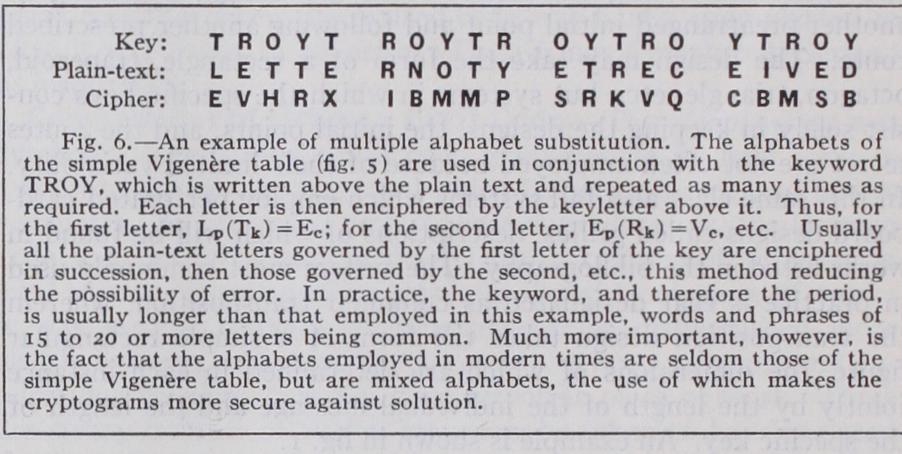 Key: T R O Y T R O Y T R O Y T R O Y T R O Y
Plain-text: L E T T E R N O T Y E T R E C E I V E D
Cipher: E V H R X I B M M P S R K V Q C B M S B
Fig. 6.—An example of multiple alphabet substitution. The alphabets of
the simple Vigenère table (fig. 5) are used in conjunction with the keyword
TROY, which is written above the plain text and repeated as many times as
required. Each letter is then enciphered by the keyletter above it. Thus, for
the first letter, Lp(Tk)=Ec; for the second letter, Ep(Rk)=Vc, etc. Usually
all the plain-text letters governed by the first letter of the key are enciphered
in succession, then those governed by the second, etc., this method reducing
the possibility of error. In practice, the keyword, and therefore the period,
is usually longer than that employed in this example, words and phrases of
15 to 20 or more letters being common. Much more important, however, is
the fact that the alphabets employed in modern times are seldom those of the
simple Vigenère table, but are mixed alphabets, the use of which makes the
cryptograms more secure against solution